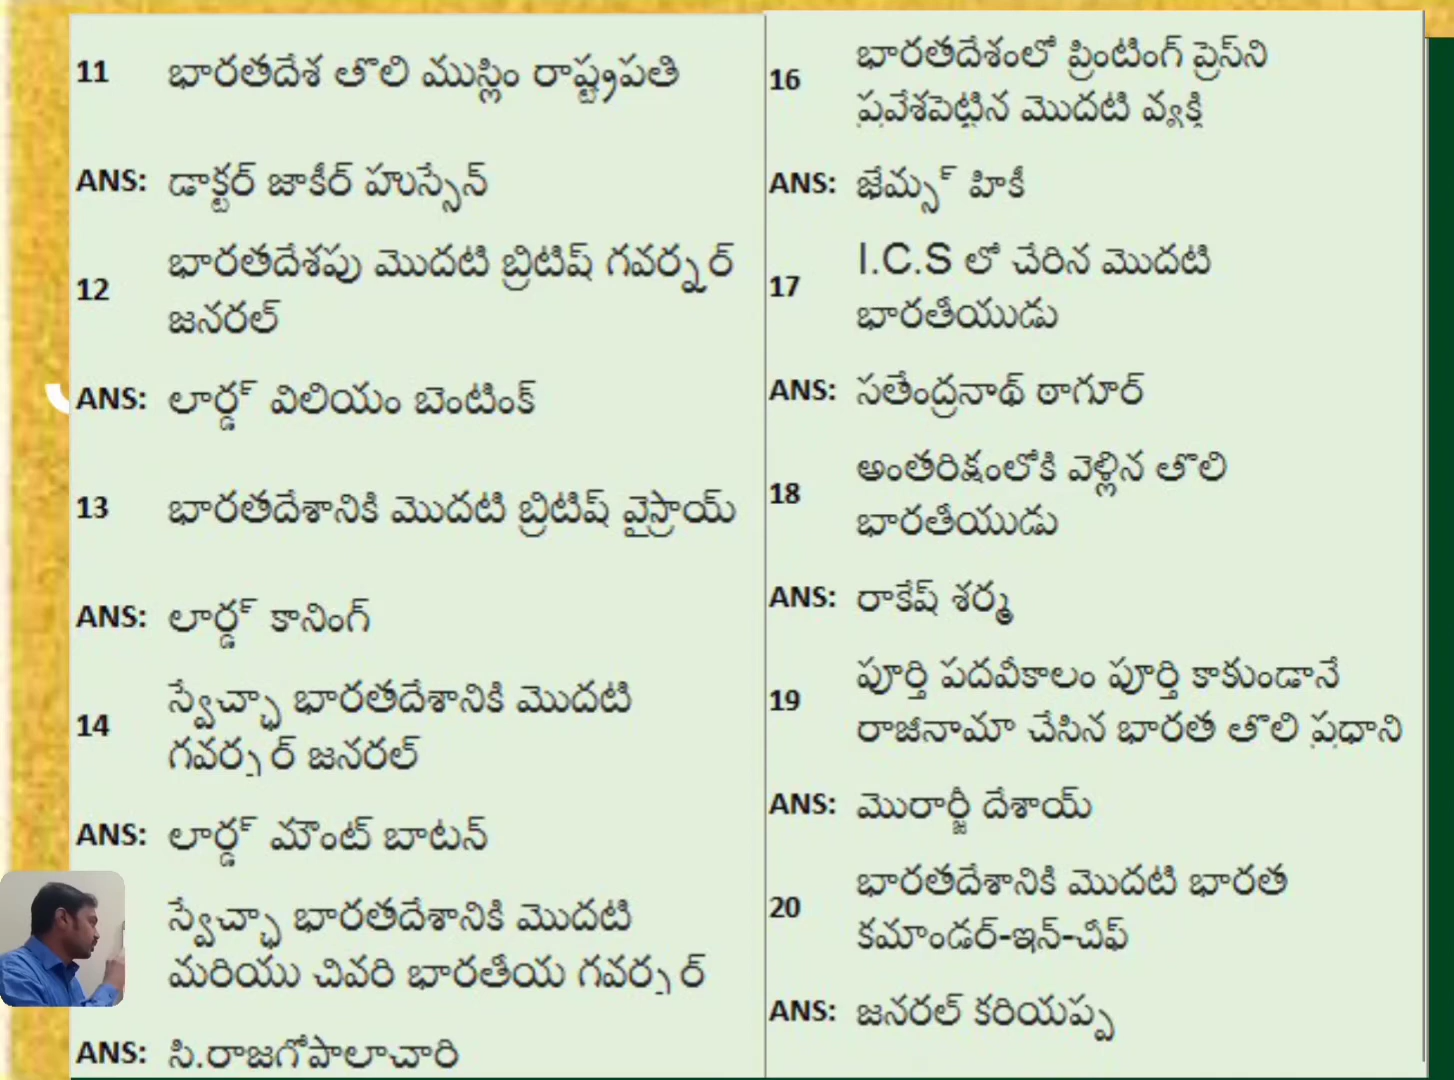 11 భారతదేశ తొలి ముస్లిం రాష్ట్రపతి
ANS: డాక్టర్ జాకీర్ హుస్సేన్
12 భారతదేశపు మొదటి బ్రిటిష్ గవర్నర్
జనరల్
ANS: లార్డ్ విలియం బెంటింక్
13 భారతదేశానికి మొదటి బ్రిటిష్ వైస్రాయ్
ANS: లార్డ్ కానింగ్
14 స్వేచ్ఛా భారతదేశానికి మొదటి
గవర్నర్ జనరల్
ANS: లార్డ్ మౌంట్ బాటన్
స్వేచ్ఛా భారతదేశానికి మొదటి
మరియు చివరి భారతీయ గవర్నర్
ANS: సి.రాజగోపాలాచారి
16 భారతదేశంలో ప్రింటింగ్ ప్రెస్‌ని
ప్రవేశపెట్టిన మొదటి వ్యక్తి
ANS: జేమ్స్ హికీ
17 I.C.S లో చేరిన మొదటి
భారతీయుడు
ANS: సతేంద్రనాథ్ ఠాగూర్
18 అంతరిక్షంలోకి వెళ్లిన తొలి
భారతీయుడు
ANS: రాకేష్ శర్మ
19 పూర్తి పదవీకాలం పూర్తి కాకుండానే
రాజీనామా చేసిన భారత తొలి ప్రధాని
ANS: మొరార్జీ దేశాయ్
20 భారతదేశానికి మొదటి భారత
కమాండర్-ఇన్-చీఫ్
ANS: జనరల్ కరియప్ప